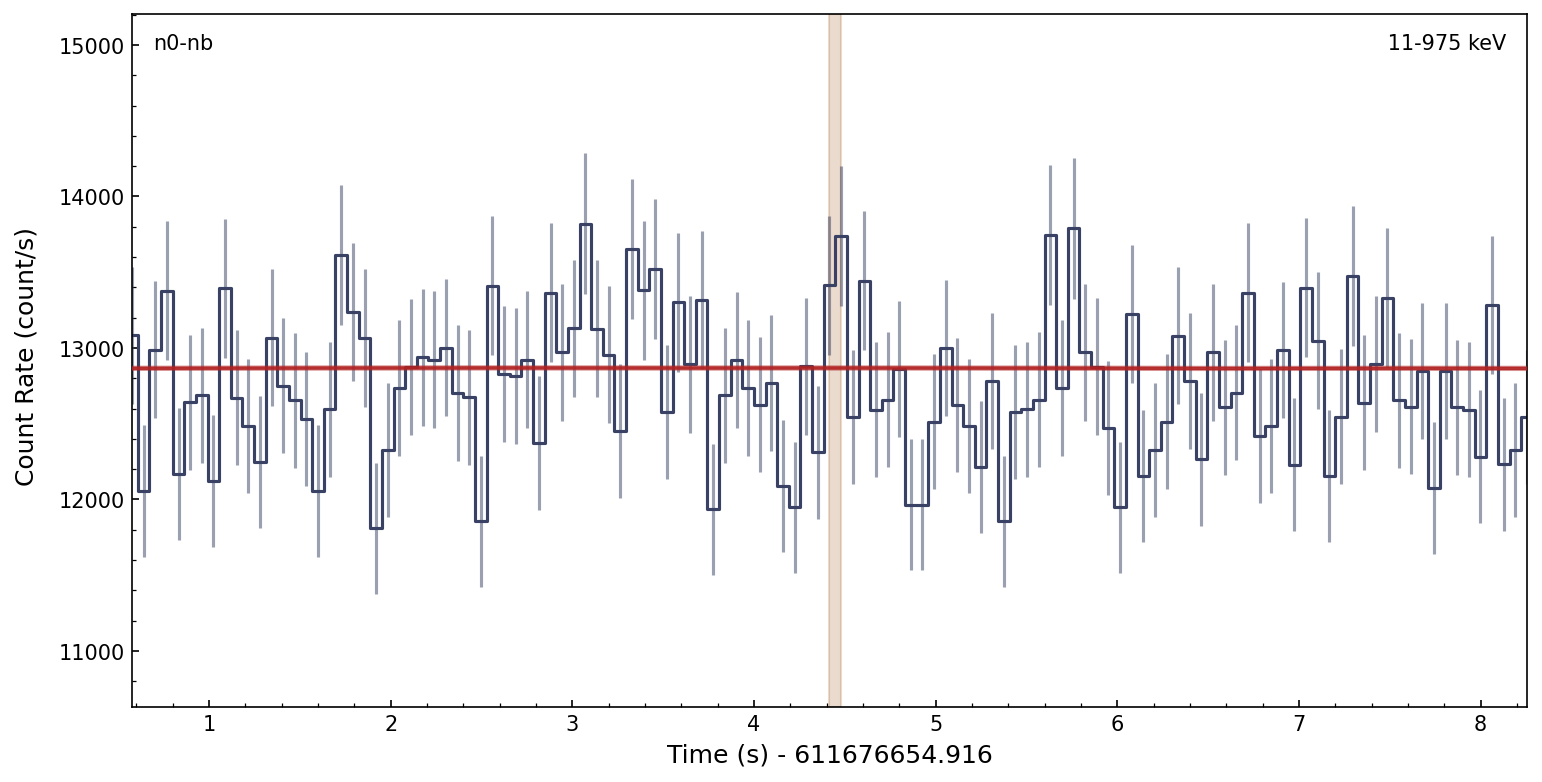 n0-nb
11-975 keV
15000
14000
13000
12000
11000
Count Rate (count/s)
1 2 3 4 5 6 7 8
Time (s) - 611676654.916